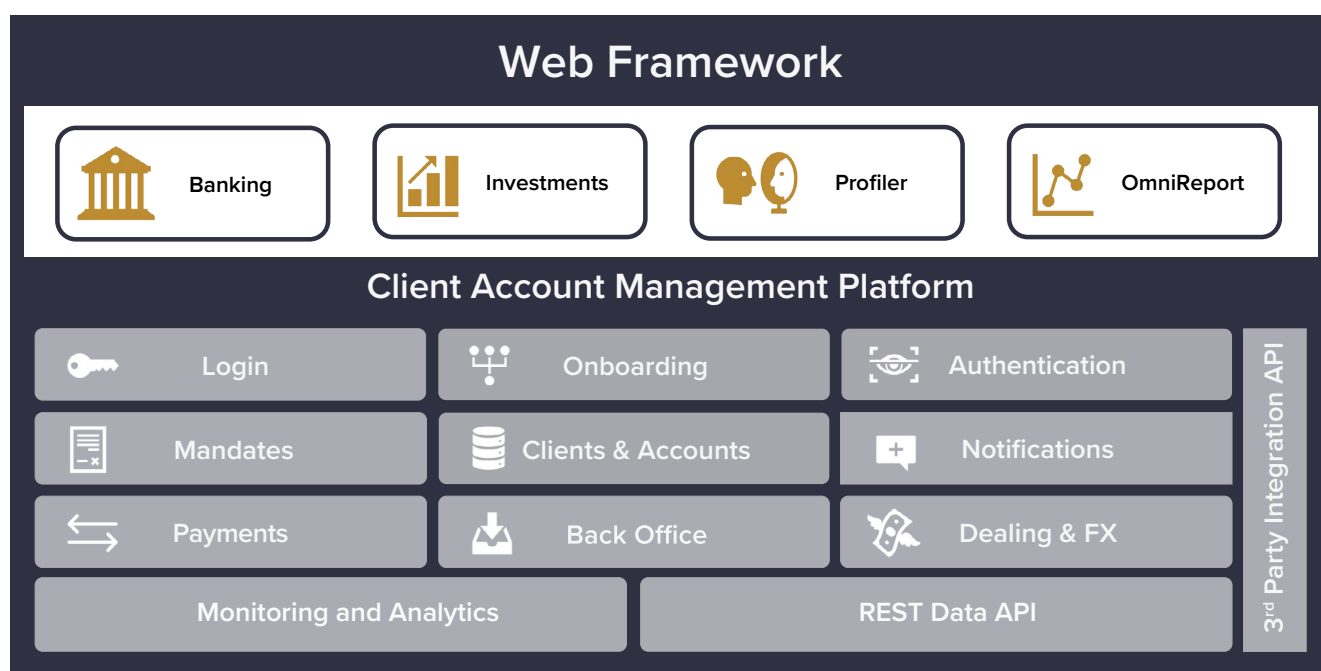 Web Framework
Banking
Investments
Profiler
OmniReport
Client Account Management Platform
Login
Onboarding
Authentication
Mandates
Clients & Accounts
Notifications
Payments
Back Office
Dealing & FX
Monitoring and Analytics
REST Data API
3rd Party Integration API